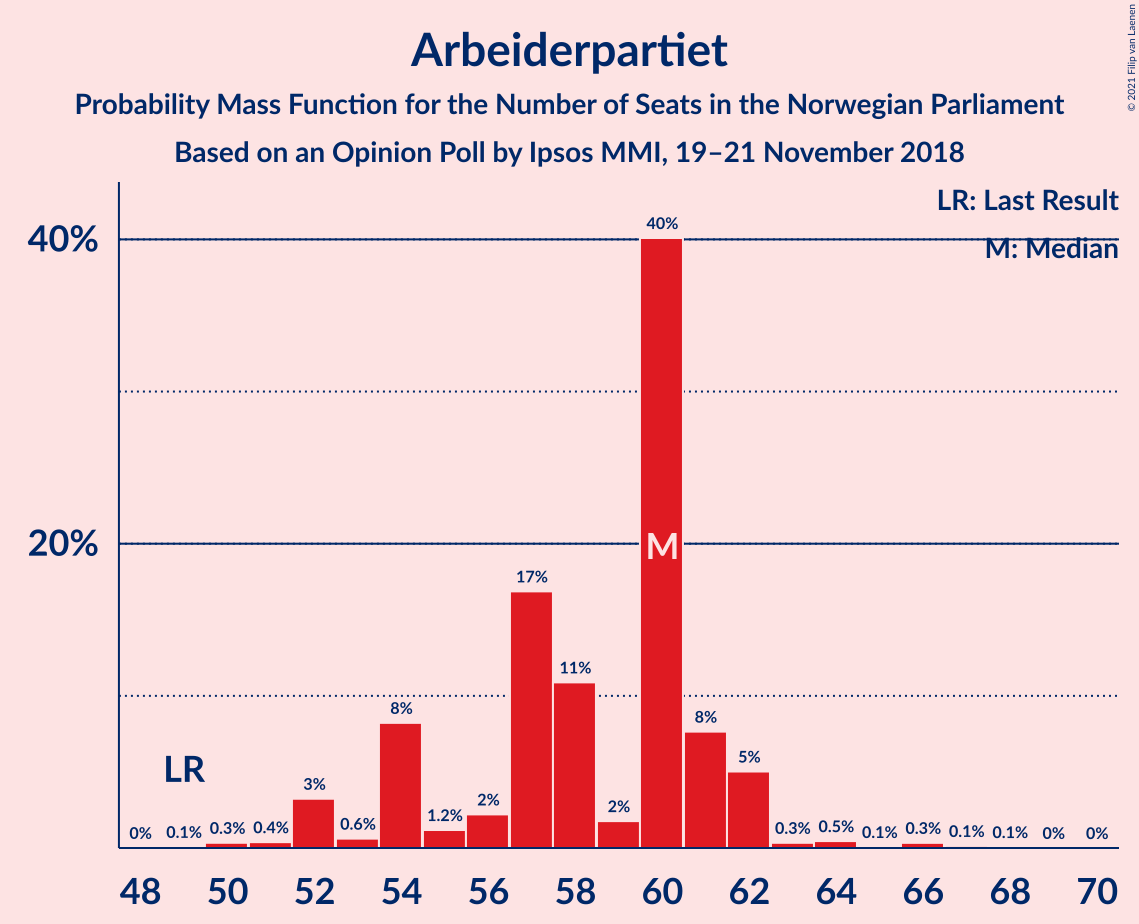 Arbeiderpartiet
Probability Mass Function for the Number of Seats in the Norwegian Parliament
Based on an Opinion Poll by Ipsos MMI, 19–21 November 2018
© 2021 Filip van Laenen
LR: Last Result
M: Median
40%
20%
0%
0.1%
0.3%
0.4%
3%
0.6%
8%
1.2%
2%
17%
11%
2%
40%
8%
5%
0.3%
0.5%
0.1%
0.3%
0.1%
0.1%
0%
0%
LR
M
48 50 52 54 56 58 60 62 64 66 68 70